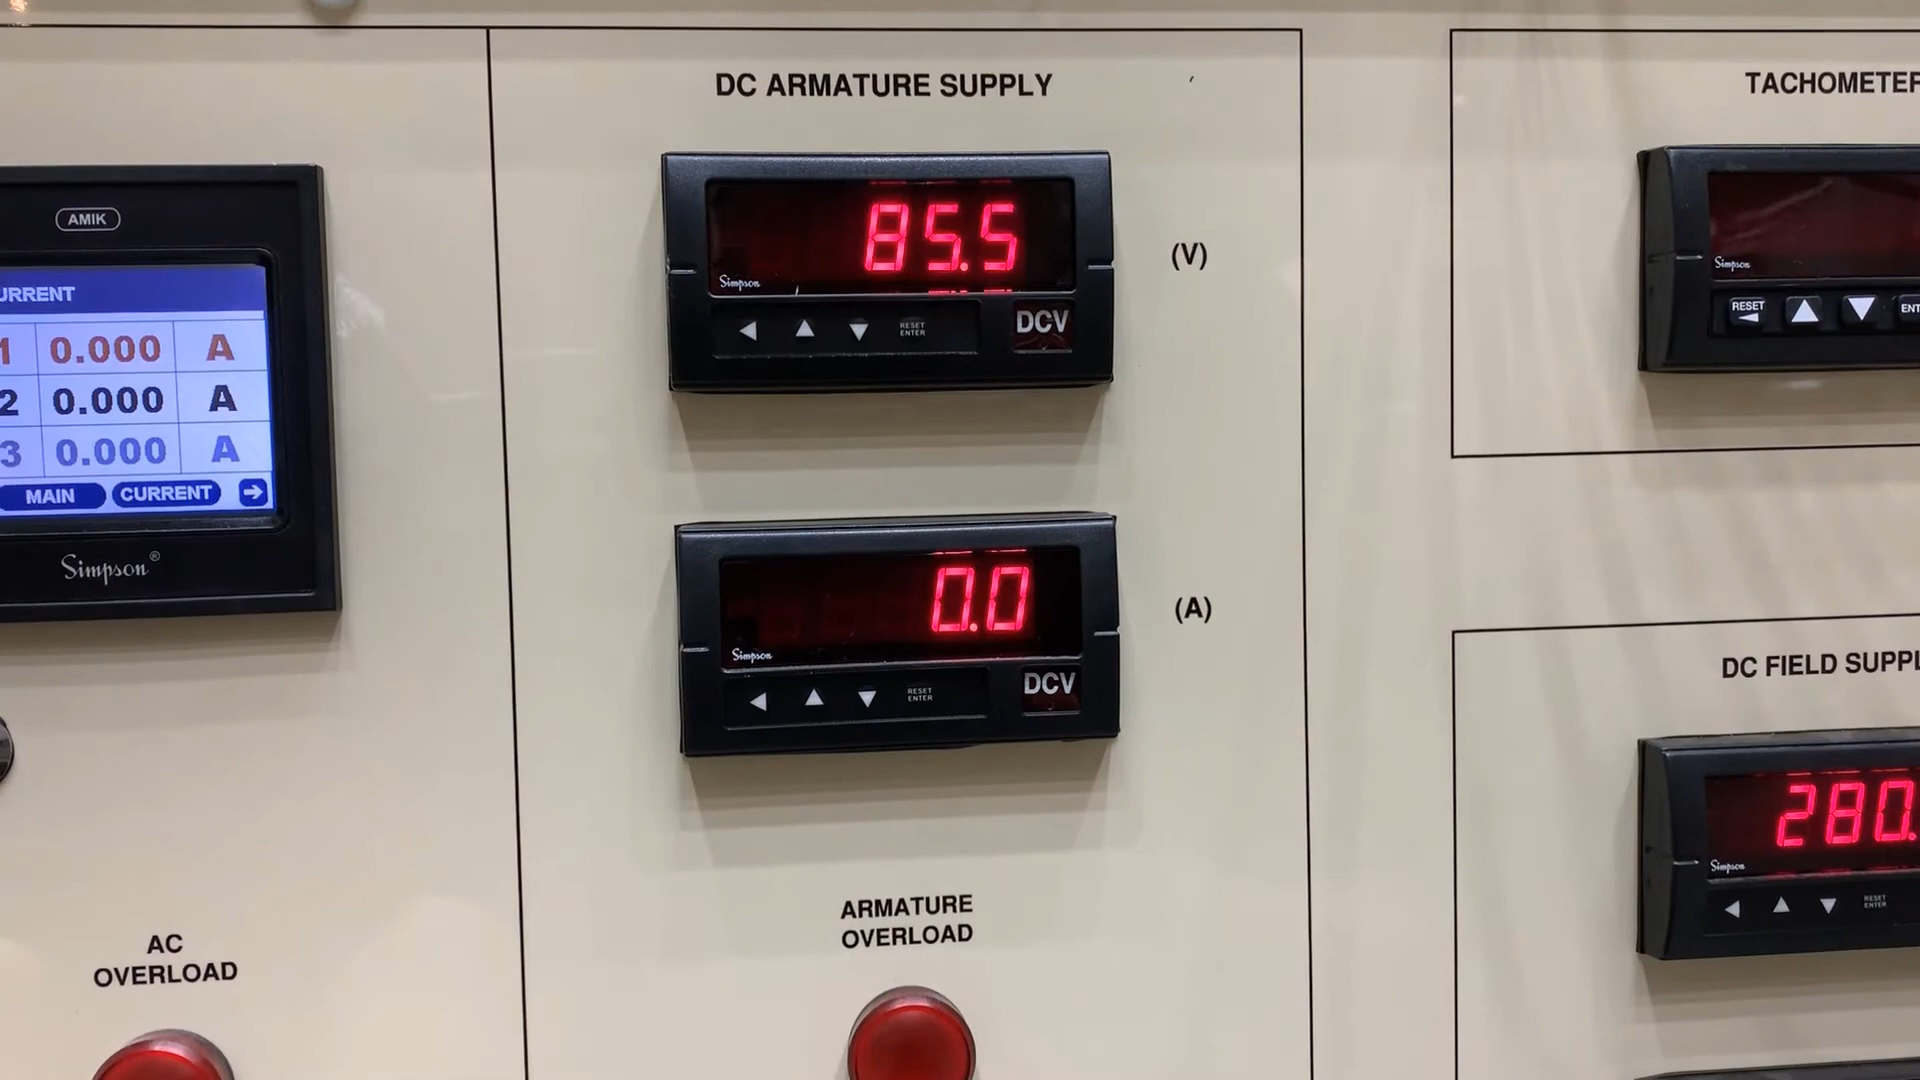 AMIK
URRENT
1 0.000 A
2 0.000 A
3 0.000 A
MAIN CURRENT
Simpson®
AC
OVERLOAD
DC ARMATURE SUPPLY
85.5
Simpson
RESET
ENTER
DCV
(V)
0.0
Simpson
RESET
ENTER
DCV
(A)
ARMATURE
OVERLOAD
TACHOMETER
Simpson
RESET
ENT
DC FIELD SUPPL
280.
Simpson
RESET
ENTER